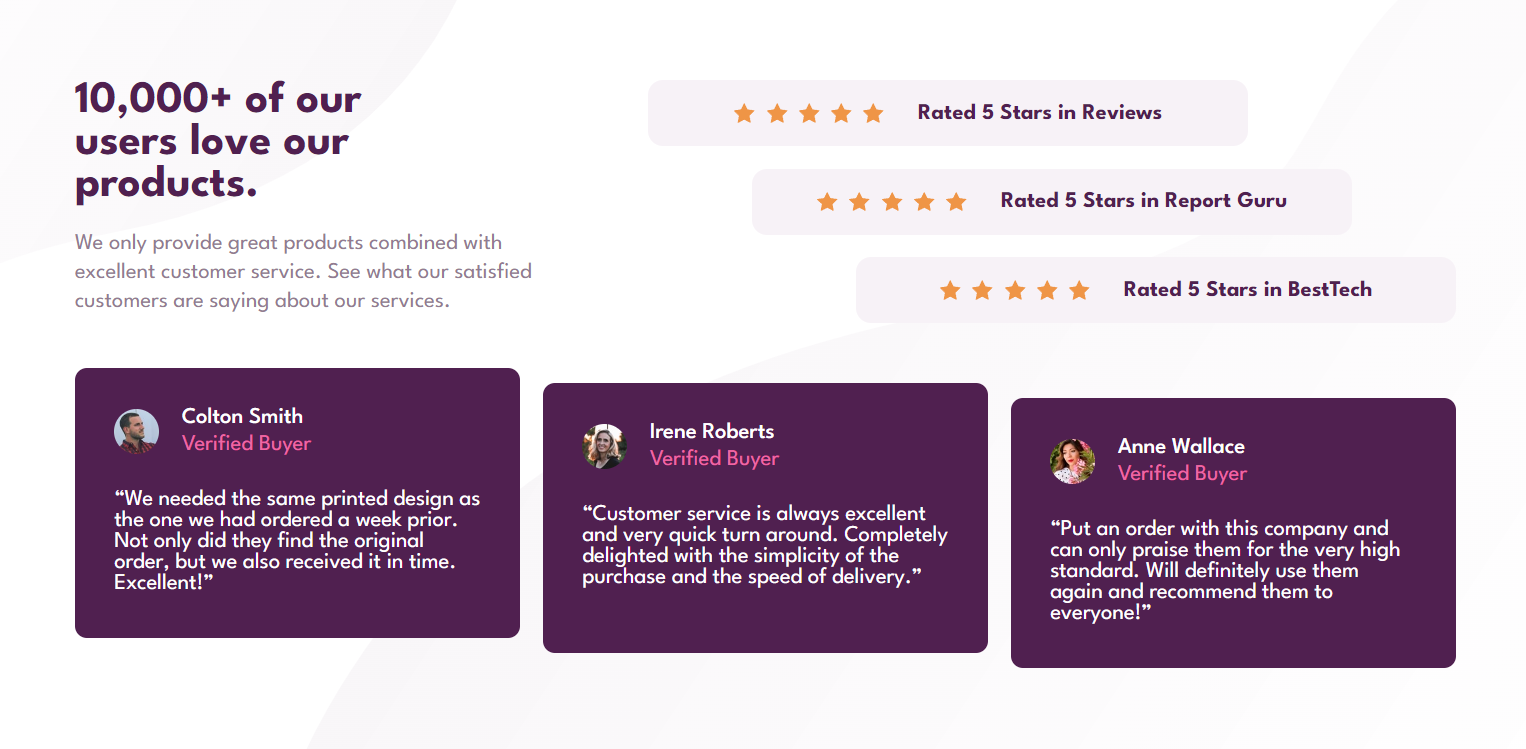 10,000+ of our
users love our
products.
We only provide great products combined with
excellent customer service. See what our satisfied
customers are saying about our services.
Rated 5 Stars in Reviews
Rated 5 Stars in Report Guru
Rated 5 Stars in BestTech
Colton Smith
Verified Buyer
“We needed the same printed design as
the one we had ordered a week prior.
Not only did they find the original
order, but we also received it in time.
Excellent!”
Irene Roberts
Verified Buyer
“Customer service is always excellent
and very quick turn around. Completely
delighted with the simplicity of the
purchase and the speed of delivery.”
Anne Wallace
Verified Buyer
“Put an order with this company and
can only praise them for the very high
standard. Will definitely use them
again and recommend them to
everyone!”